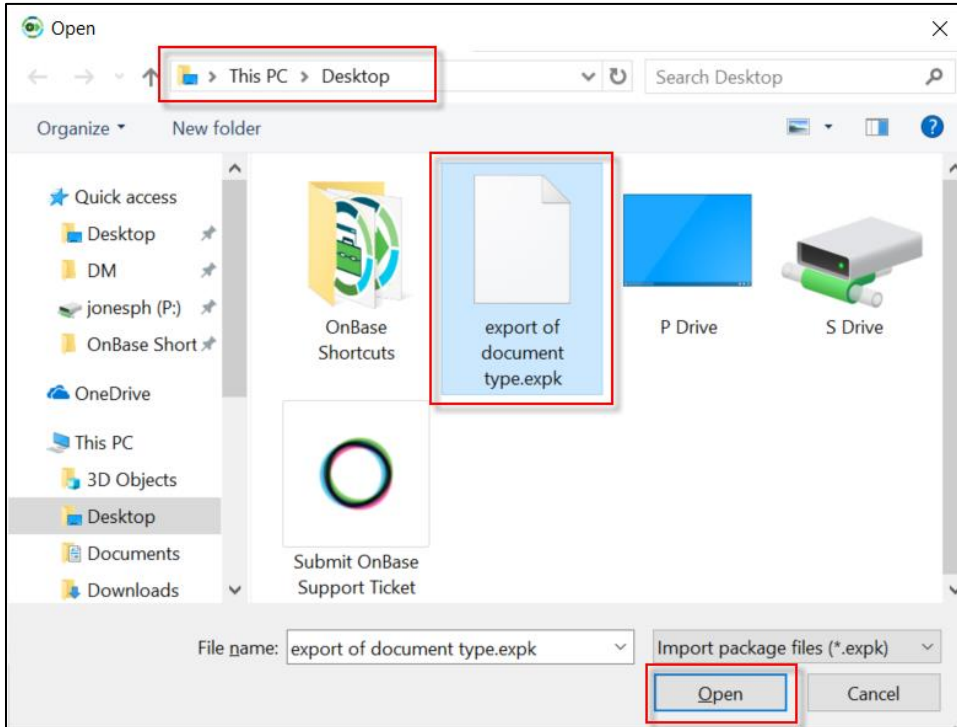 Open
This PC > Desktop
Search Desktop
Organize
New folder
?
Quick access
Desktop
DM
jonesph (P:)
OnBase Short
OneDrive
This PC
3D Objects
Desktop
Documents
Downloads
OnBase
Shortcuts
export of
document
type.expk
P Drive
S Drive
Submit OnBase
Support Ticket
File name:
export of document type.expk
Import package files (*.expk)
Open
Cancel